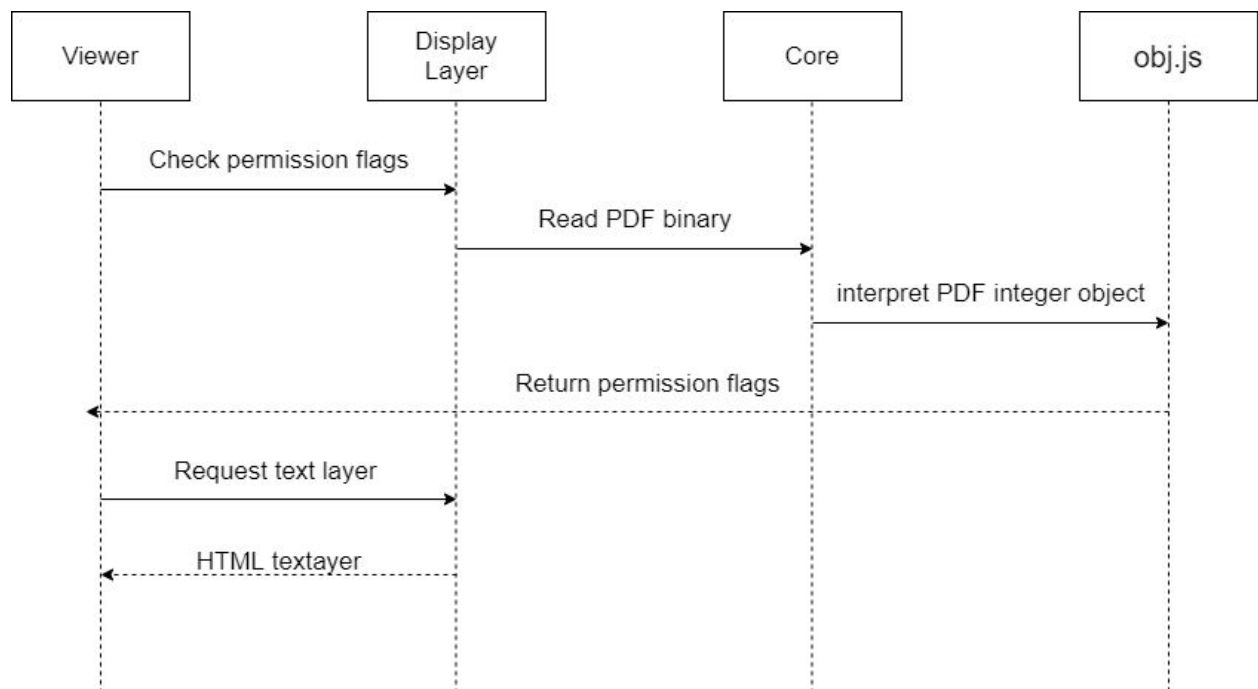 Viewer
Display
Layer
Core
obj.js
Check permission flags
Read PDF binary
interpret PDF integer object
Return permission flags
Request text layer
HTML textayer